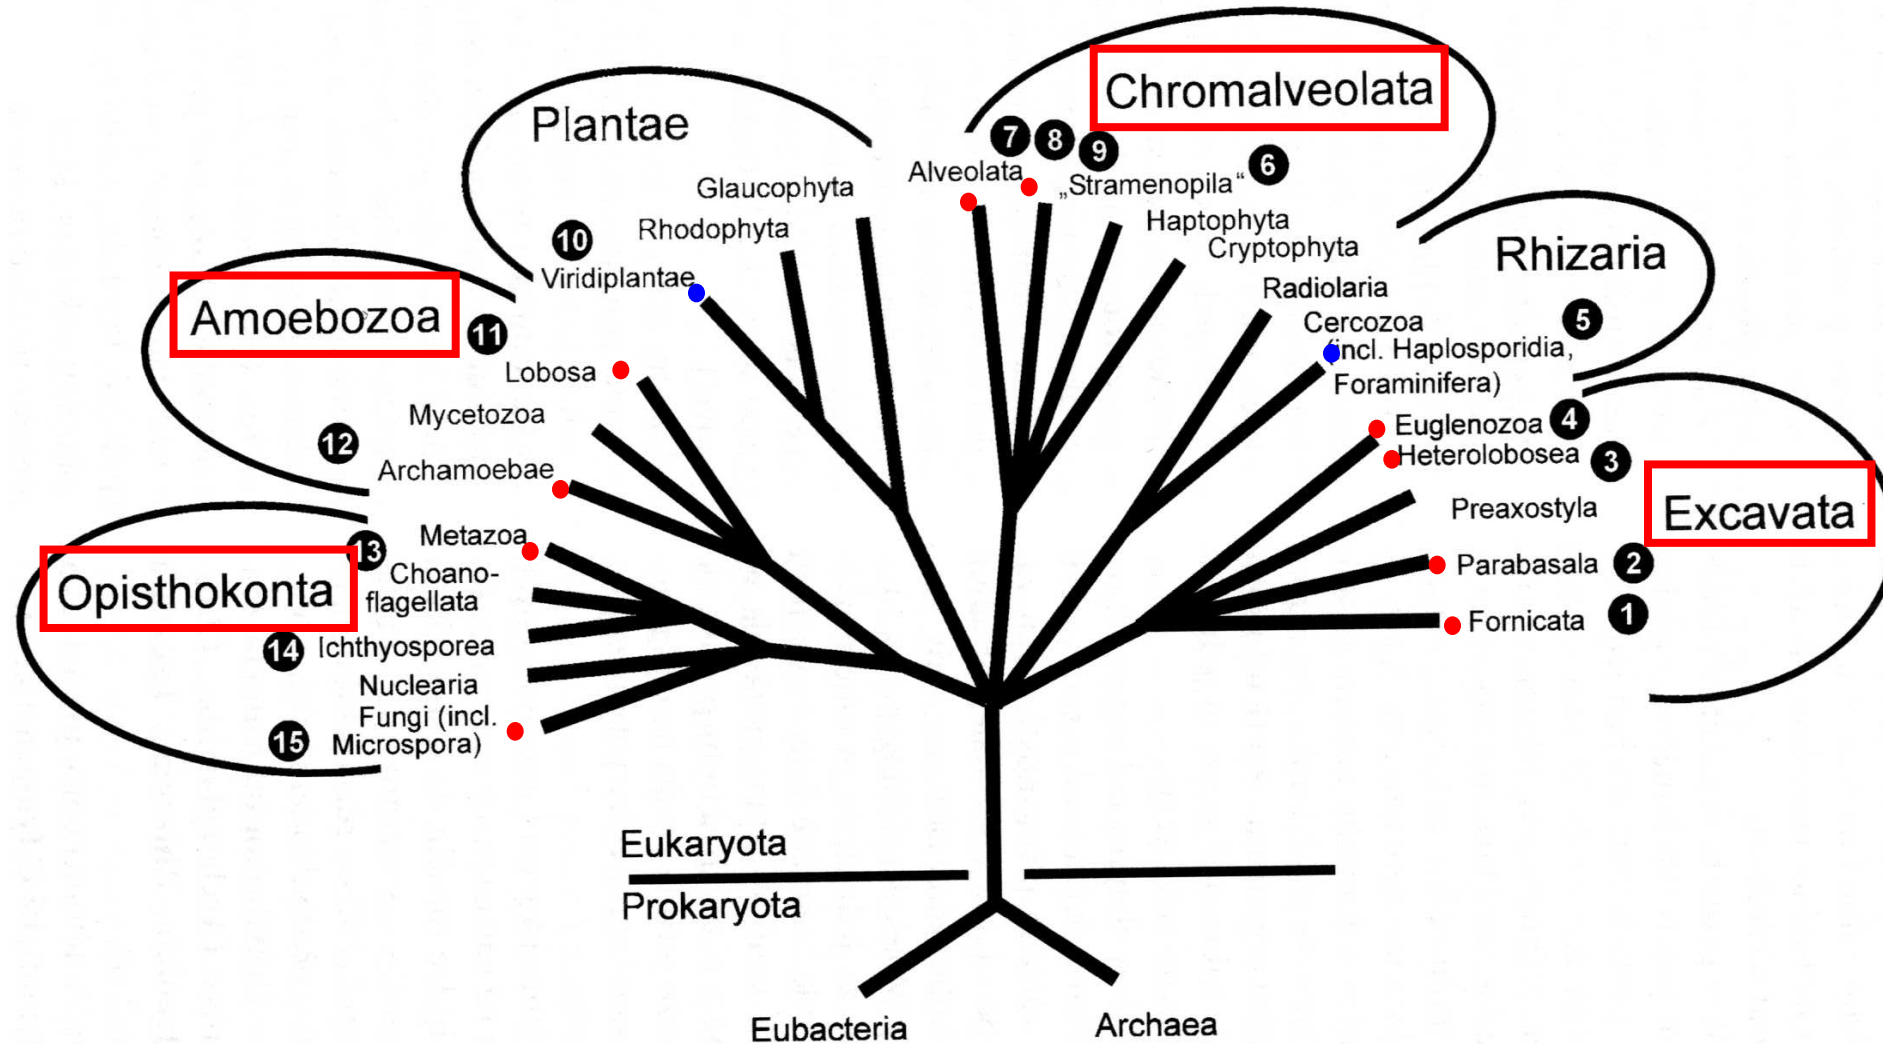 Chromalveolata
Plantae
7
8
9
6
Alveolata
„Stramenopila“
Glaucophyta
Rhodophyta
10
Viridiplantae
Haptophyta
Cryptophyta
Rhizaria
Radiolaria
5
Cercozoa
(incl. Haplosporidia,
Foraminifera)
Amoebozoa
11
Lobosa
Mycetozoa
12
Archamoebae
Euglenozoa
4
Heterolobosea
3
Preaxostyla
Excavata
Parabasala
2
Fornicata
1
Metazoa
13
Opisthokonta
Choano-
flagellata
14
Ichthyosporea
Nuclearia
Fungi (incl.
15
Microspora)
Eukaryota
Prokaryota
Eubacteria
Archaea